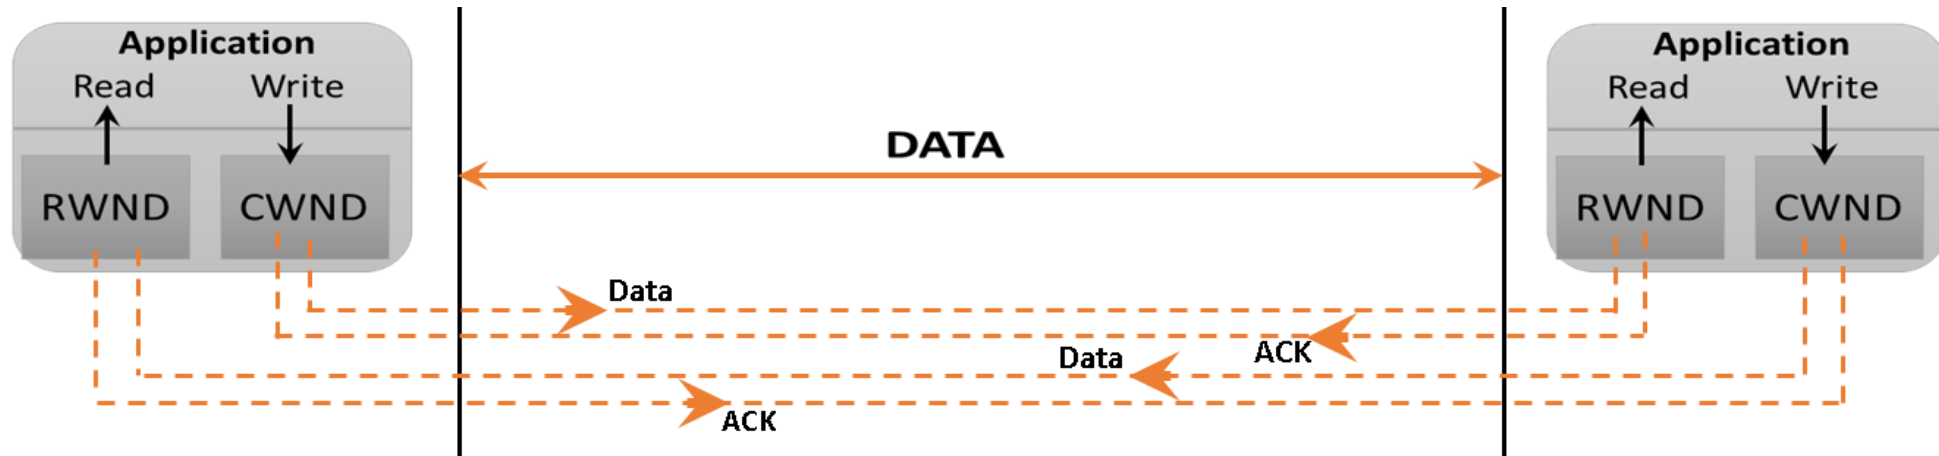 Application
Read Write
RWND CWND
DATA
Application
Read Write
RWND CWND
Data
ACK
Data
ACK